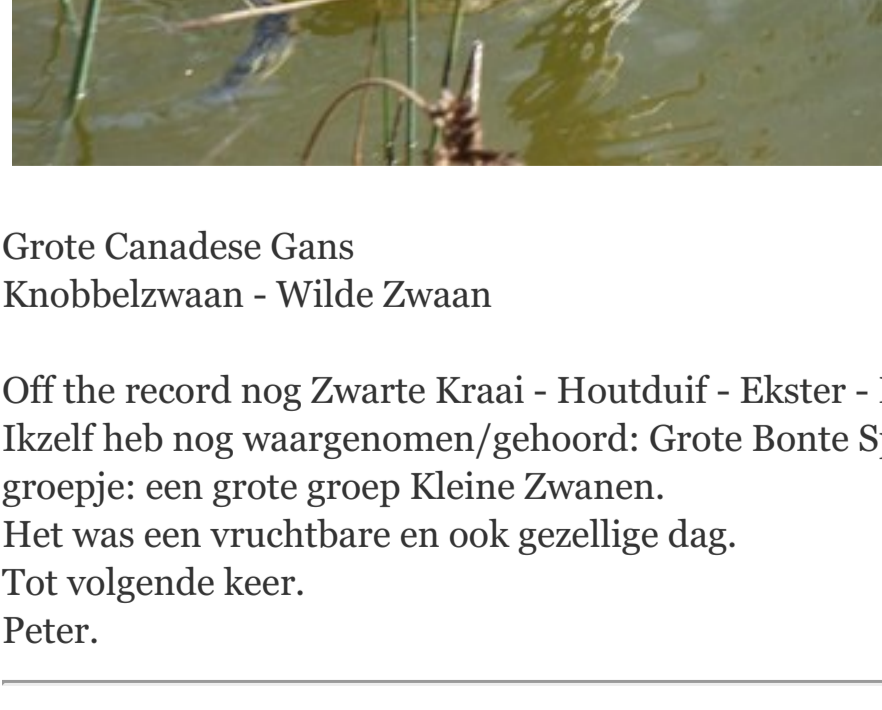 Grote Canadese Gans
Knobbelzwaan - Wilde Zwaan
Off the record nog Zwarte Kraai - Houtduif - Ekster -
Ikzelf heb nog waargenomen/gehoord: Grote Bonte
groepje: een grote groep Kleine Zwanen.
Het was een vruchtbare en ook gezellige dag.
Tot volgende keer.
Peter.